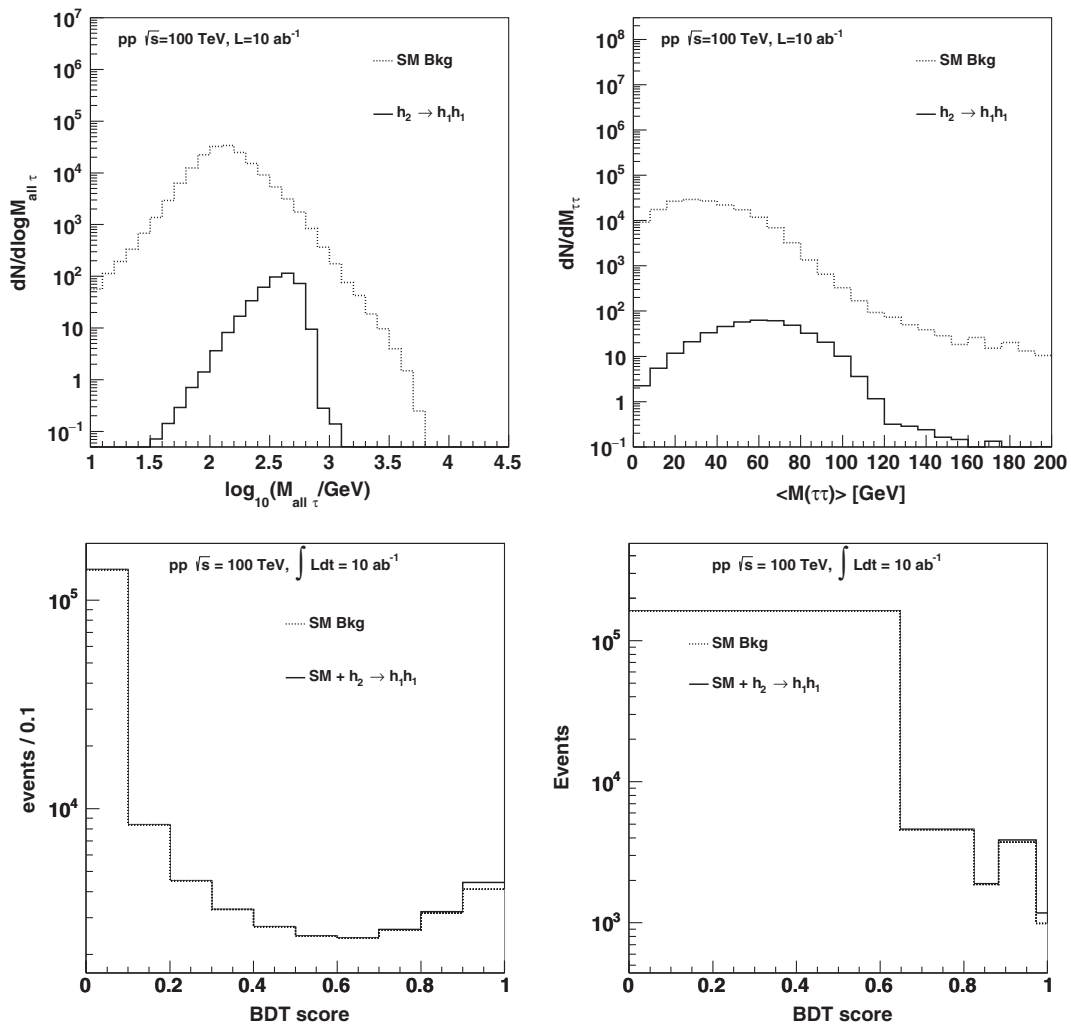 pp √s=100 TeV, L=10 ab⁻¹
SM Bkg
h₂ → h₁h₁
10⁷
10⁶
10⁵
10⁴
10³
10²
10
1
10⁻¹
dN/dlogM_all τ
1 1.5 2 2.5 3 3.5 4 4.5
log₁₀(M_all τ/GeV)
pp √s=100 TeV, L=10 ab⁻¹
SM Bkg
h₂ → h₁h₁
10⁸
10⁷
10⁶
10⁵
10⁴
10³
10²
10
1
10⁻¹
dN/dM_ττ
0 20 40 60 80 100 120 140 160 180 200
<M(ττ)> [GeV]
pp √s = 100 TeV, ∫ Ldt = 10 ab⁻¹
SM Bkg
SM + h₂ → h₁h₁
10⁵
10⁴
events / 0.1
0 0.2 0.4 0.6 0.8 1
BDT score
pp √s = 100 TeV, ∫ Ldt = 10 ab⁻¹
SM Bkg
SM + h₂ → h₁h₁
10⁵
10⁴
10³
Events
0 0.2 0.4 0.6 0.8 1
BDT score